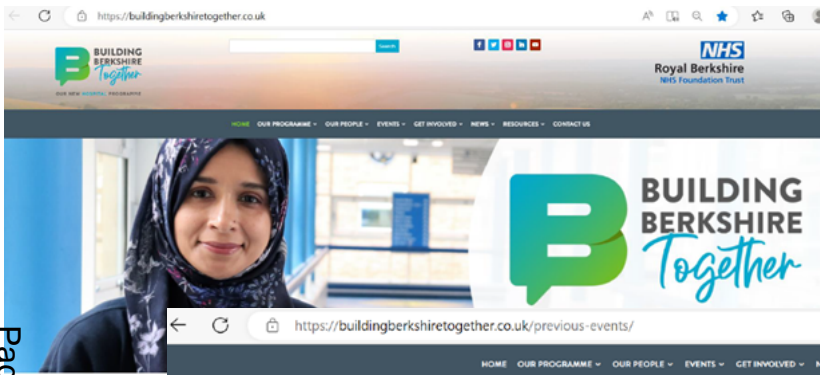 https://buildingberkshiretogether.co.uk
BUILDING
BERKSHIRE
Together
OUR NEW HOSPITAL PROGRAMME
Search
NHS
Royal Berkshire
NHS Foundation Trust
HOME OUR PROGRAMME OUR PEOPLE EVENTS GET INVOLVED NEWS RESOURCES CONTACT US
BUILDING
BERKSHIRE
Together
https://buildingberkshiretogether.co.uk/previous-events/
HOME OUR PROGRAMME OUR PEOPLE EVENTS GET INVOLVED